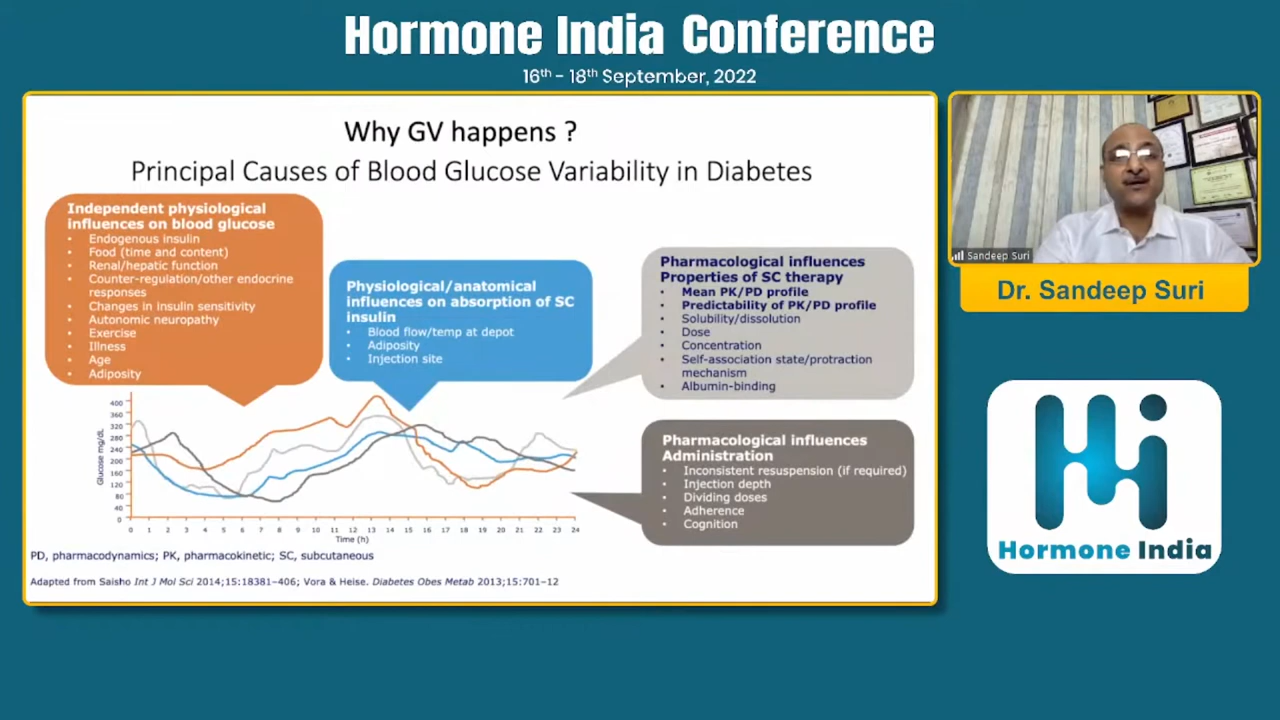 Hormone India Conference
16th - 18th September, 2022
Why GV happens ?
Principal Causes of Blood Glucose Variability in Diabetes
Independent physiological
influences on blood glucose
• Endogenous insulin
• Food (time and content)
• Renal/hepatic function
• Counter-regulation/other endocrine
responses
• Changes in insulin sensitivity
• Autonomic neuropathy
• Exercise
• Illness
• Age
• Adiposity
Physiological/anatomical
influences on absorption of SC
insulin
• Blood flow/temp at depot
• Adiposity
• Injection site
Pharmacological influences
Properties of SC therapy
• Mean PK/PD profile
• Predictability of PK/PD profile
• Solubility/dissolution
• Dose
• Concentration
• Self-association state/protraction
mechanism
• Albumin-binding
Pharmacological influences
Administration
• Inconsistent resuspension (if required)
• Injection depth
• Dividing doses
• Adherence
• Cognition
Glucose mg/dL
400
360
320
280
240
200
160
120
80
40
0
0 1 2 3 4 5 6 7 8 9 10 11 12 13 14 15 16 17 18 19 20 21 22 23 24
Time (h)
PD, pharmacodynamics; PK, pharmacokinetic; SC, subcutaneous
Adapted from Saisho Int J Mol Sci 2014;15:18381–406; Vora & Heise. Diabetes Obes Metab 2013;15:701–12
Sandeep Suri
Dr. Sandeep Suri
Hi
Hormone India